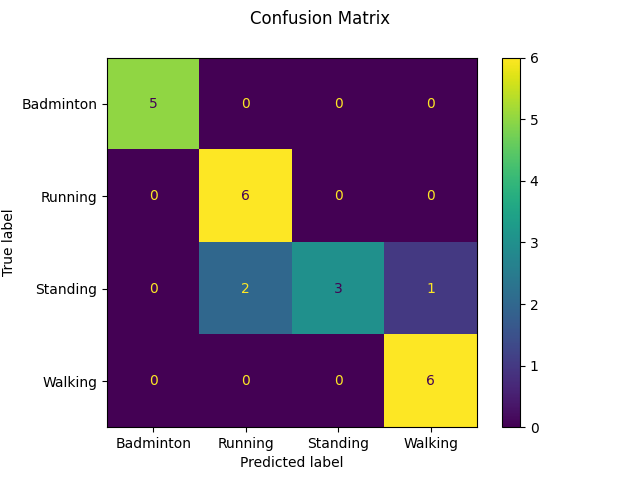 Confusion Matrix
True label
Badminton 5 0 0 0
Running 0 6 0 0
Standing 0 2 3 1
Walking 0 0 0 6
Badminton Running Standing Walking
Predicted label
6
5
4
3
2
1
0